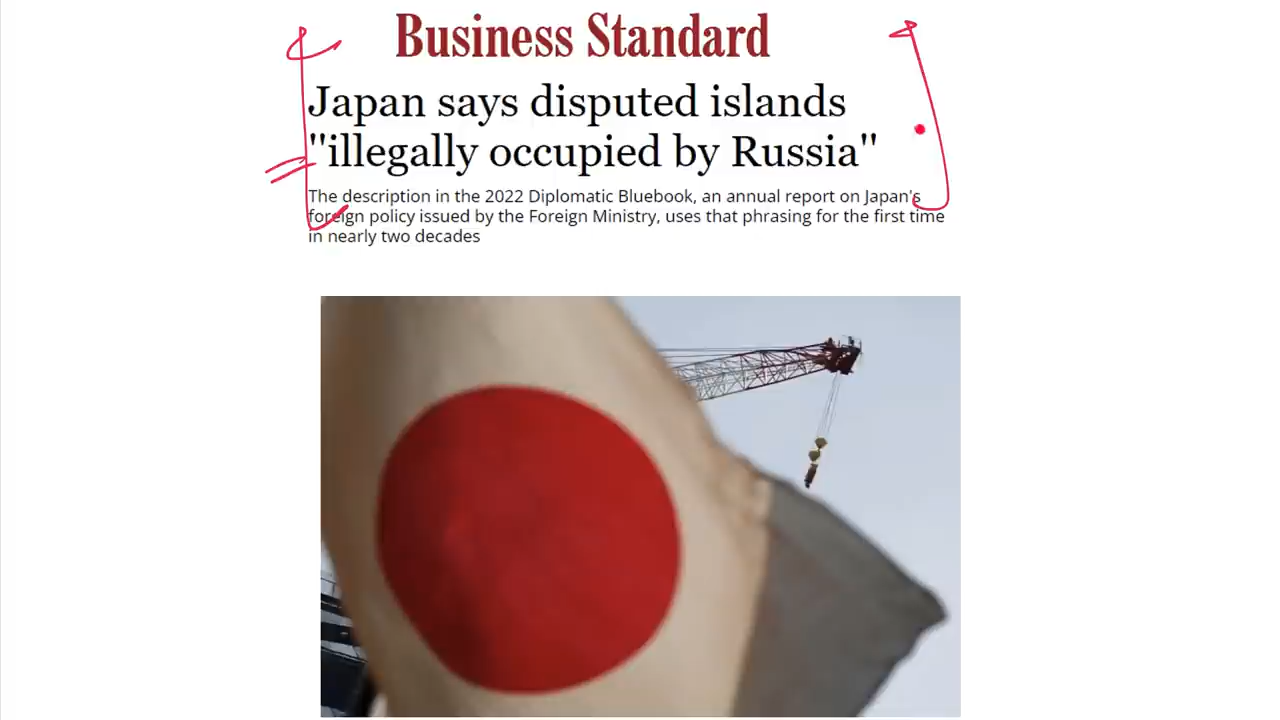 Business Standard
Japan says disputed islands
"illegally occupied by Russia"
The description in the 2022 Diplomatic Bluebook, an annual report on Japan's
foreign policy issued by the Foreign Ministry, uses that phrasing for the first time
in nearly two decades